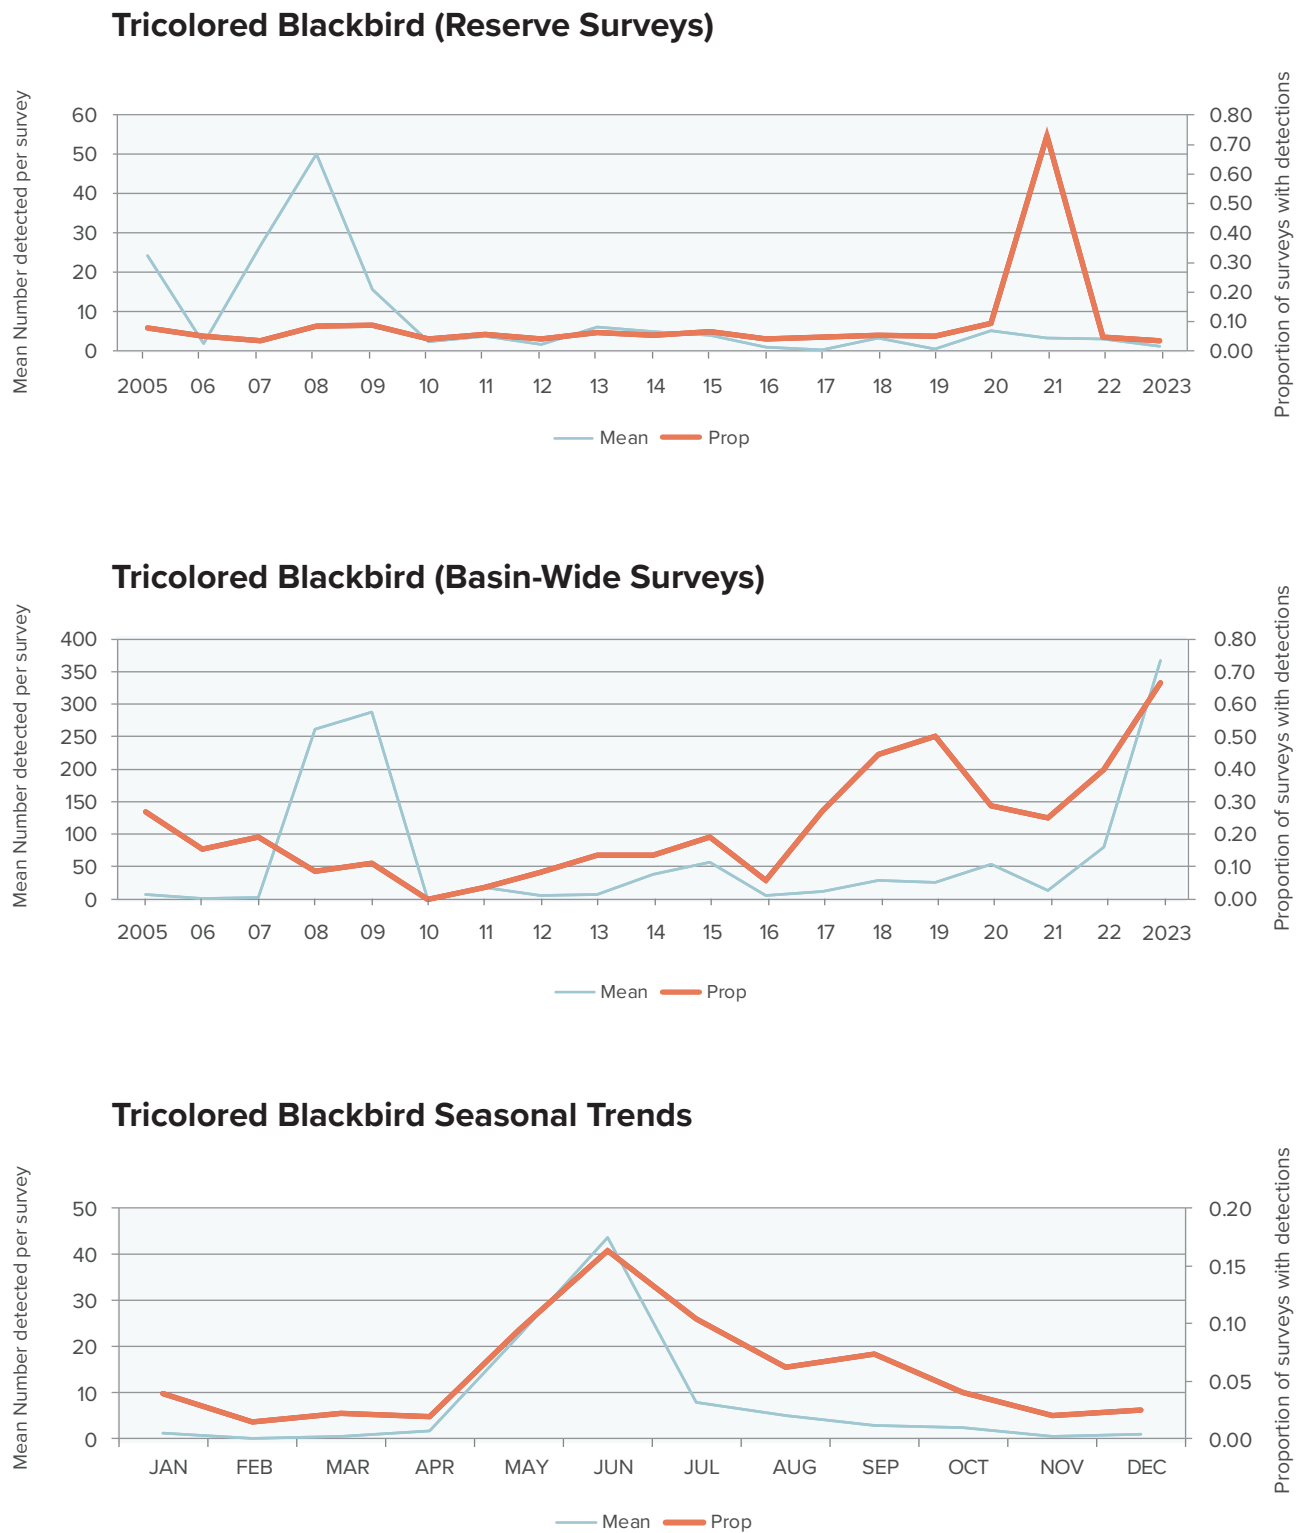 Tricolored Blackbird (Reserve Surveys)
Mean Number detected per survey
Proportion of surveys with detections
60 0.80
0.70
50
0.60
40
0.50
30 0.40
0.30
20
0.20
10
0.10
0 0.00
2005 06 07 08 09 10 11 12 13 14 15 16 17 18 19 20 21 22 2023
Mean Prop
Tricolored Blackbird (Basin-Wide Surveys)
Mean Number detected per survey
Proportion of surveys with detections
400 0.80
350 0.70
300 0.60
250 0.50
200 0.40
150 0.30
100 0.20
50 0.10
0 0.00
2005 06 07 08 09 10 11 12 13 14 15 16 17 18 19 20 21 22 2023
Mean Prop
Tricolored Blackbird Seasonal Trends
Mean Number detected per survey
Proportion of surveys with detections
50 0.20
40
0.15
30
0.10
20
10
0.05
0 0.00
JAN FEB MAR APR MAY JUN JUL AUG SEP OCT NOV DEC
Mean Prop